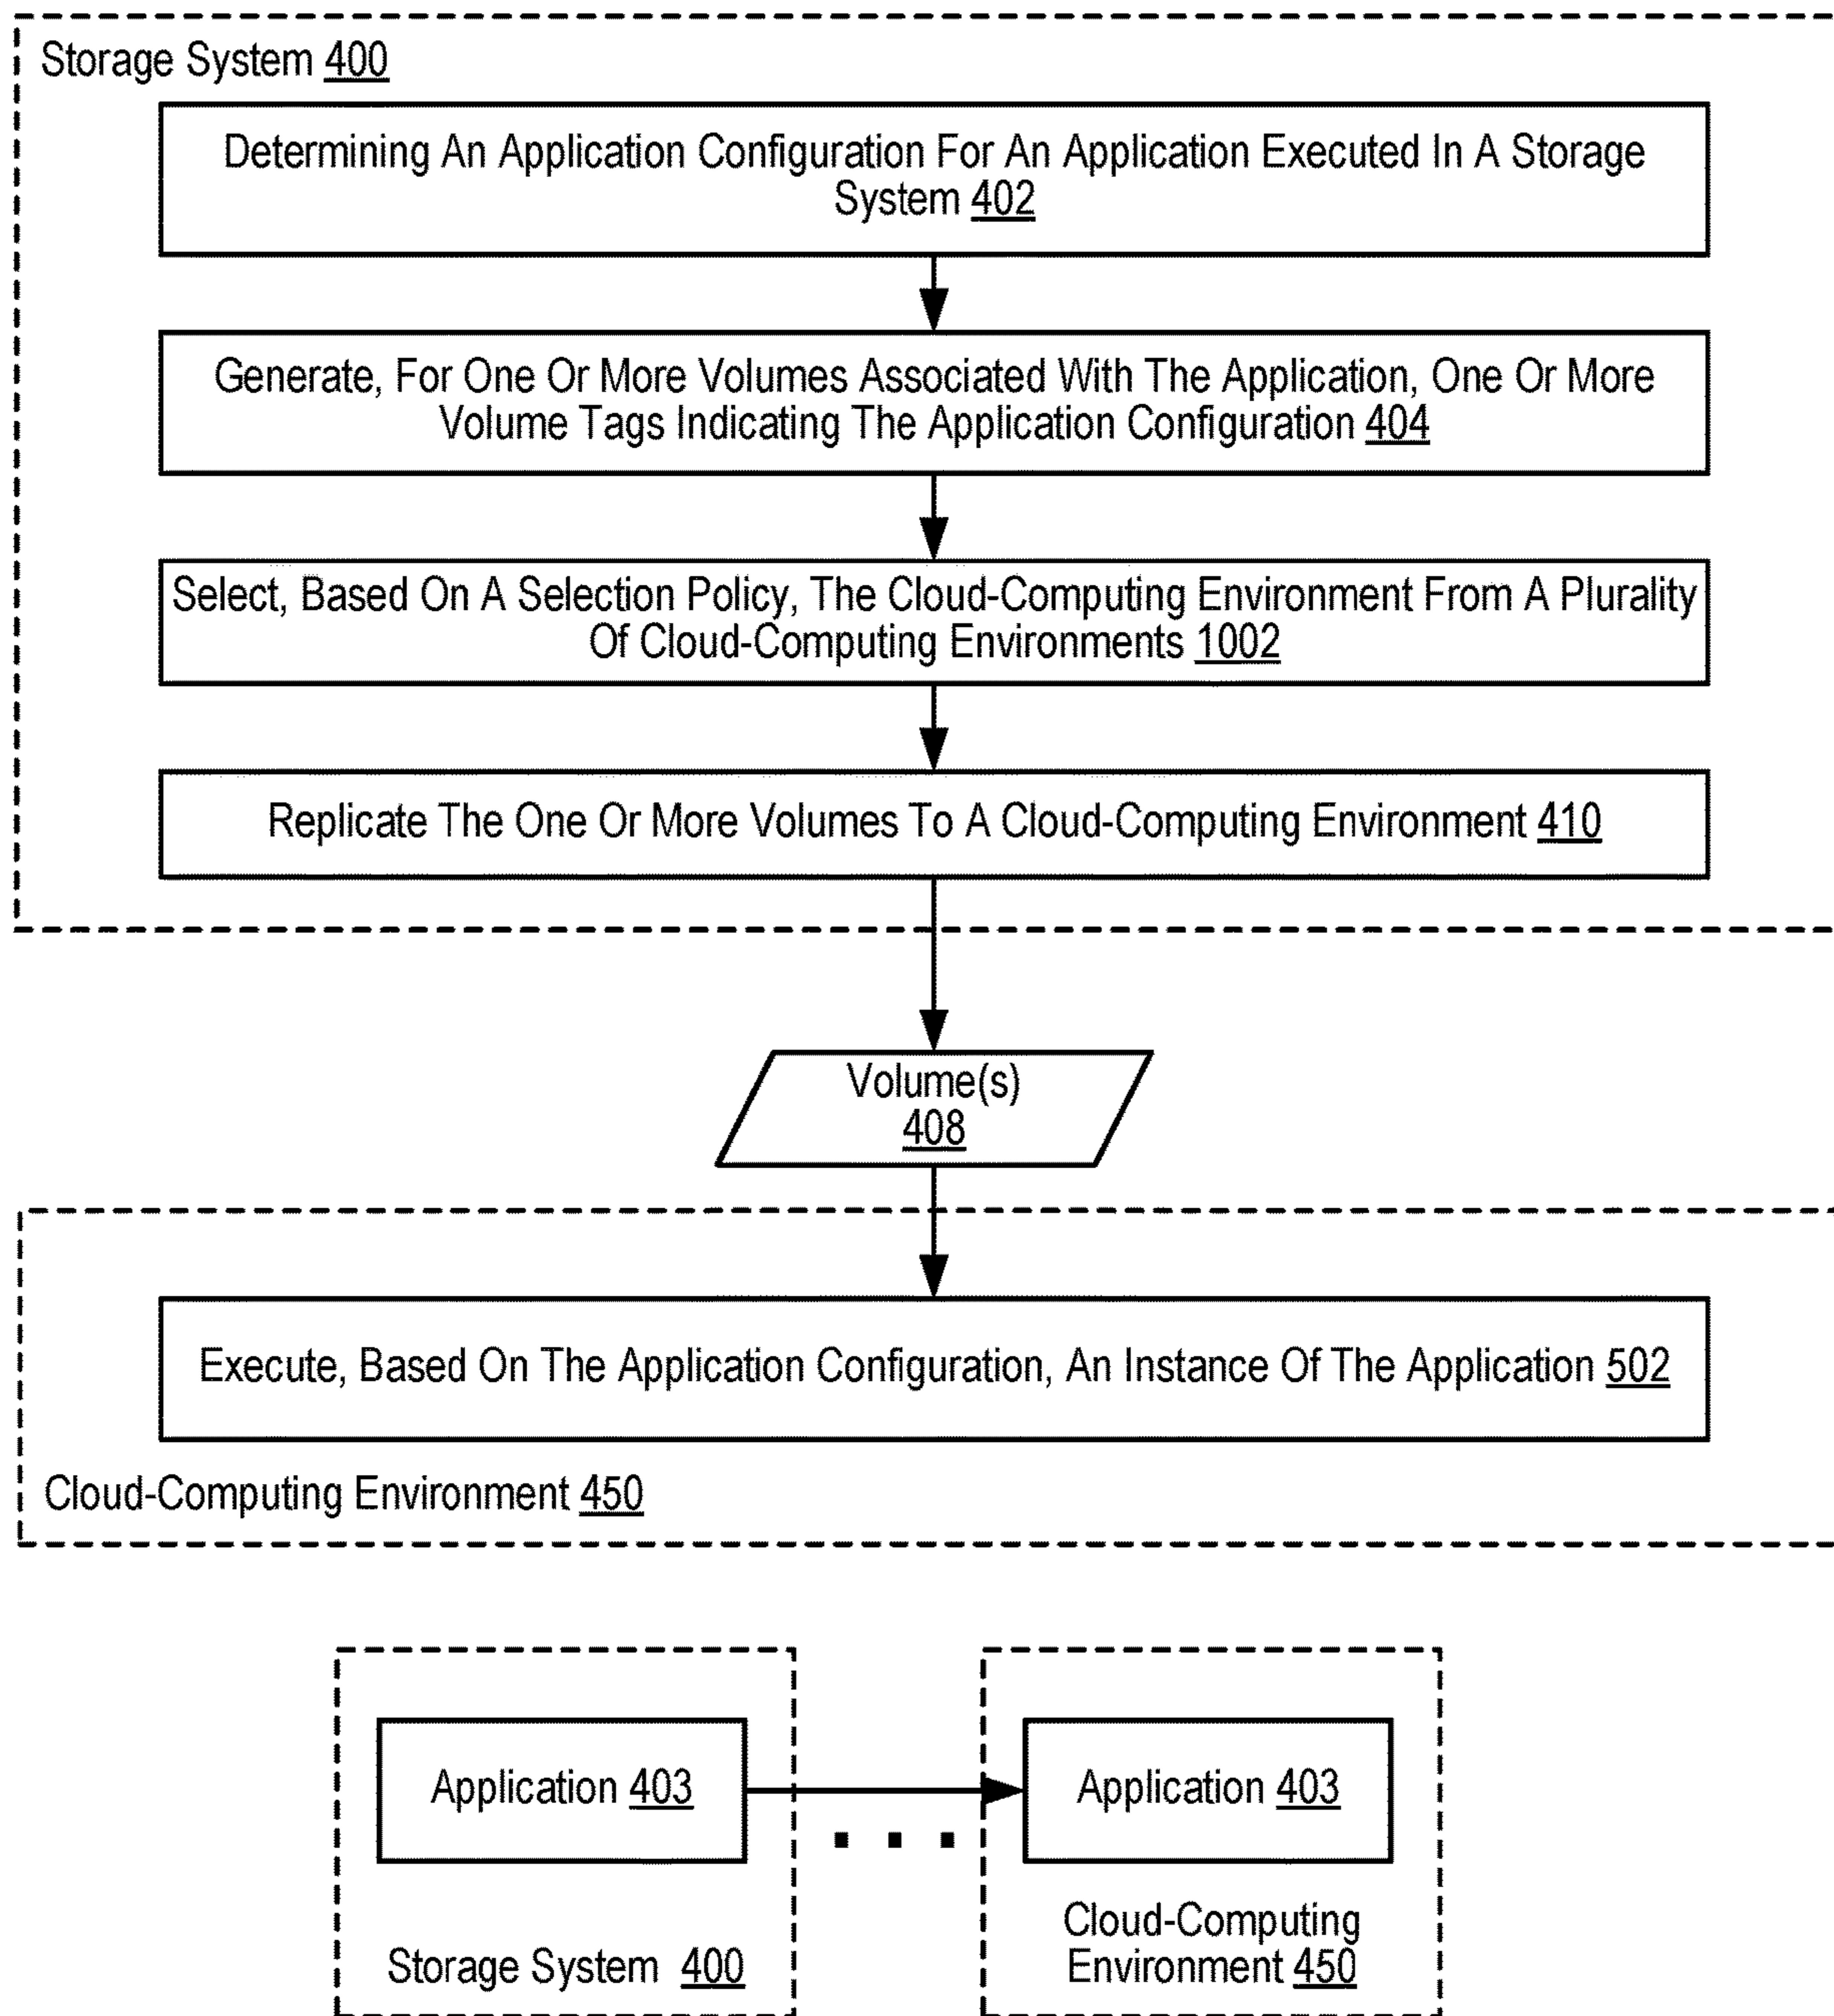 Storage System 400
Determining An Application Configuration For An Application Executed In A Storage
System 402
Generate, For One Or More Volumes Associated With The Application, One Or More
Volume Tags Indicating The Application Configuration 404
Select, Based On A Selection Policy, The Cloud-Computing Environment From A Plurality
Of Cloud-Computing Environments 1002
Replicate The One Or More Volumes To A Cloud-Computing Environment 410
Volume(s)
408
Execute, Based On The Application Configuration, An Instance Of The Application 502
Cloud-Computing Environment 450
Application 403
Storage System 400
Application 403
Cloud-Computing
Environment 450